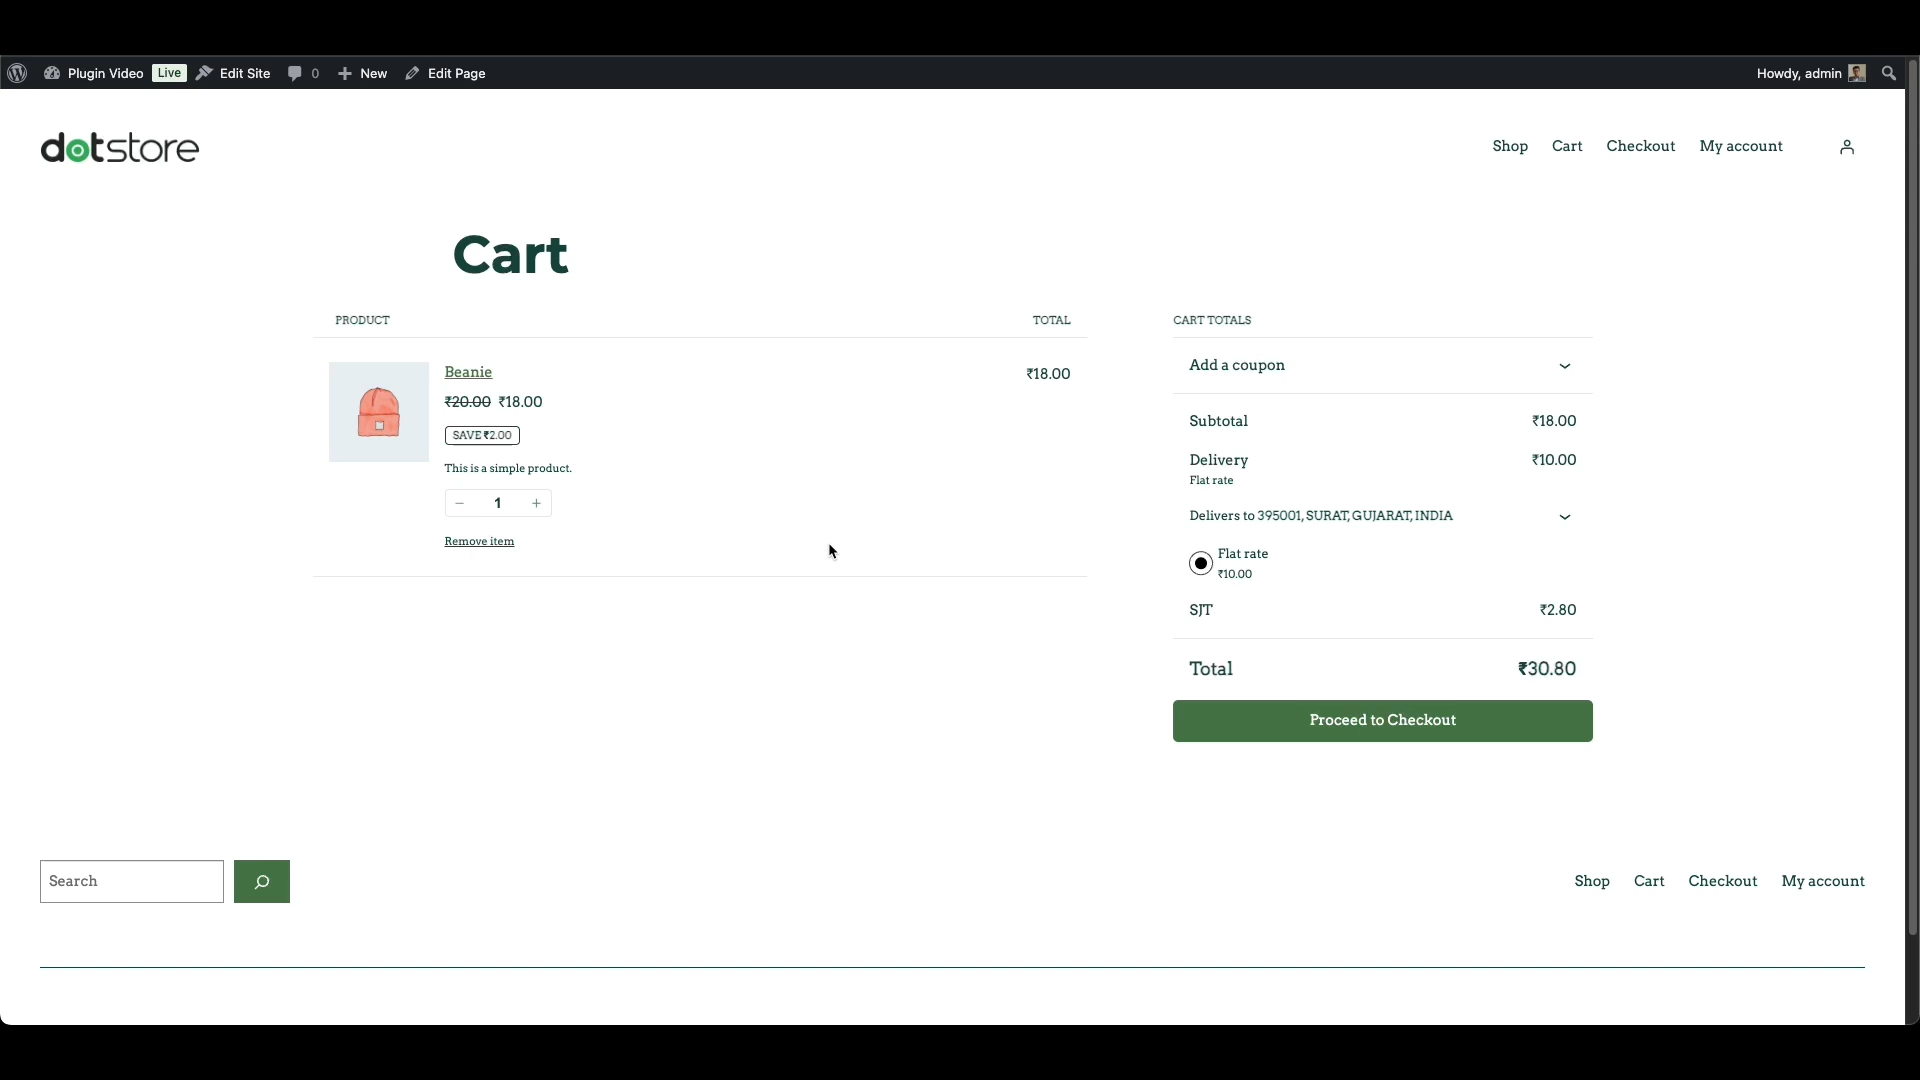 Plugin Video Live Edit Site 0 New Edit Page Howdy, admin
dotstore
Shop Cart Checkout My account
Cart
PRODUCT TOTAL
Beanie ₹18.00
₹20.00 ₹18.00
SAVE ₹2.00
This is a simple product.
− 1 +
Remove item
CART TOTALS
Add a coupon
Subtotal ₹18.00
Delivery ₹10.00
Flat rate
Delivers to 395001, SURAT, GUJARAT, INDIA
Flat rate
₹10.00
SJT ₹2.80
Total ₹30.80
Proceed to Checkout
Search
Shop Cart Checkout My account